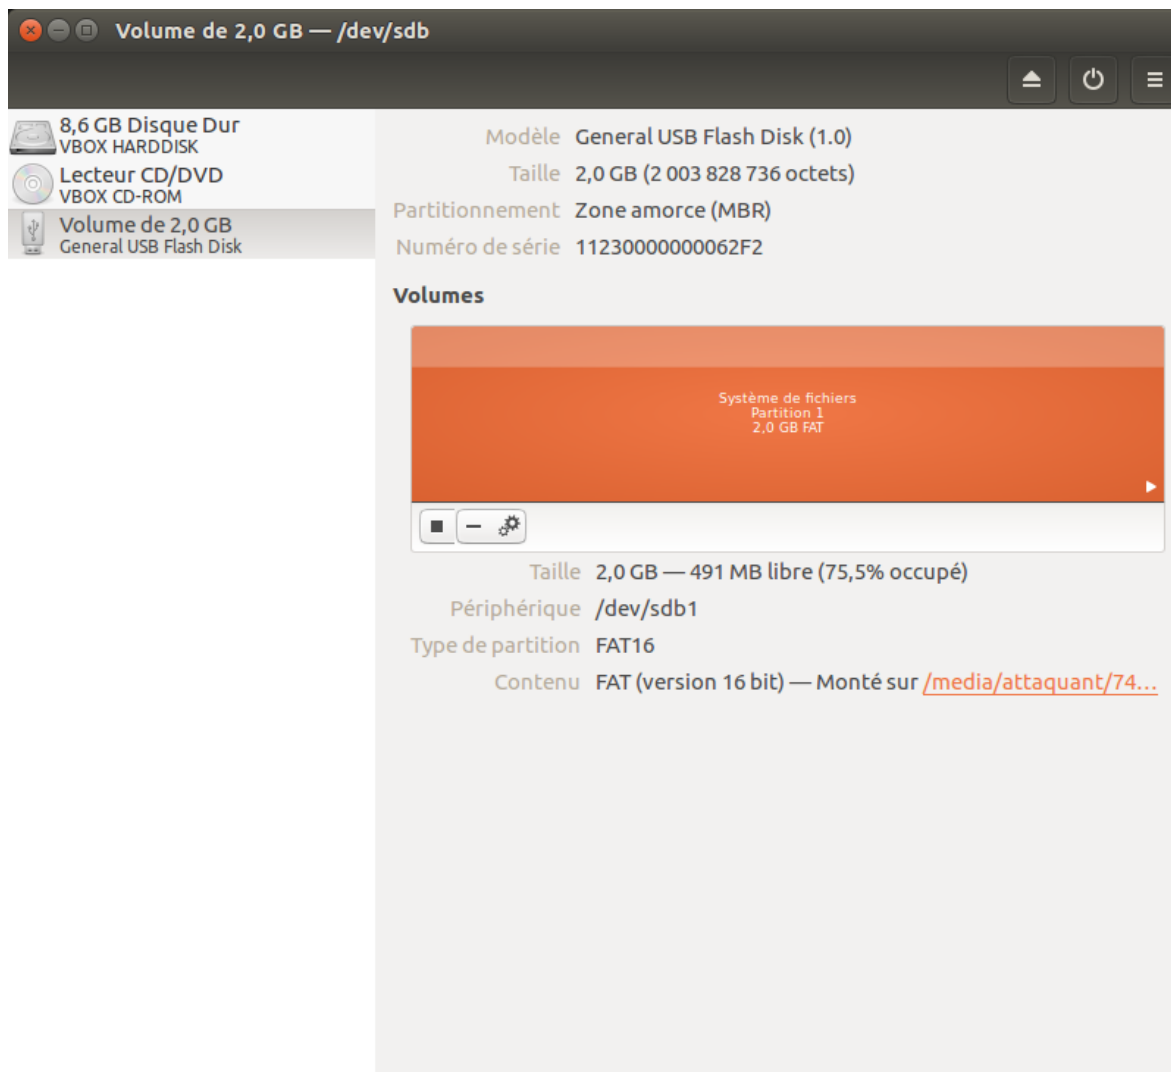 Volume de 2,0 GB — /dev/sdb
8,6 GB Disque Dur
VBOX HARDDISK
Lecteur CD/DVD
VBOX CD-ROM
Volume de 2,0 GB
General USB Flash Disk
Modèle General USB Flash Disk (1.0)
Taille 2,0 GB (2 003 828 736 octets)
Partitionnement Zone amorce (MBR)
Numéro de série 11230000000062F2
Volumes
Système de fichiers
Partition 1
2,0 GB FAT
Taille 2,0 GB — 491 MB libre (75,5% occupé)
Périphérique /dev/sdb1
Type de partition FAT16
Contenu FAT (version 16 bit) — Monté sur /media/attaquant/74…